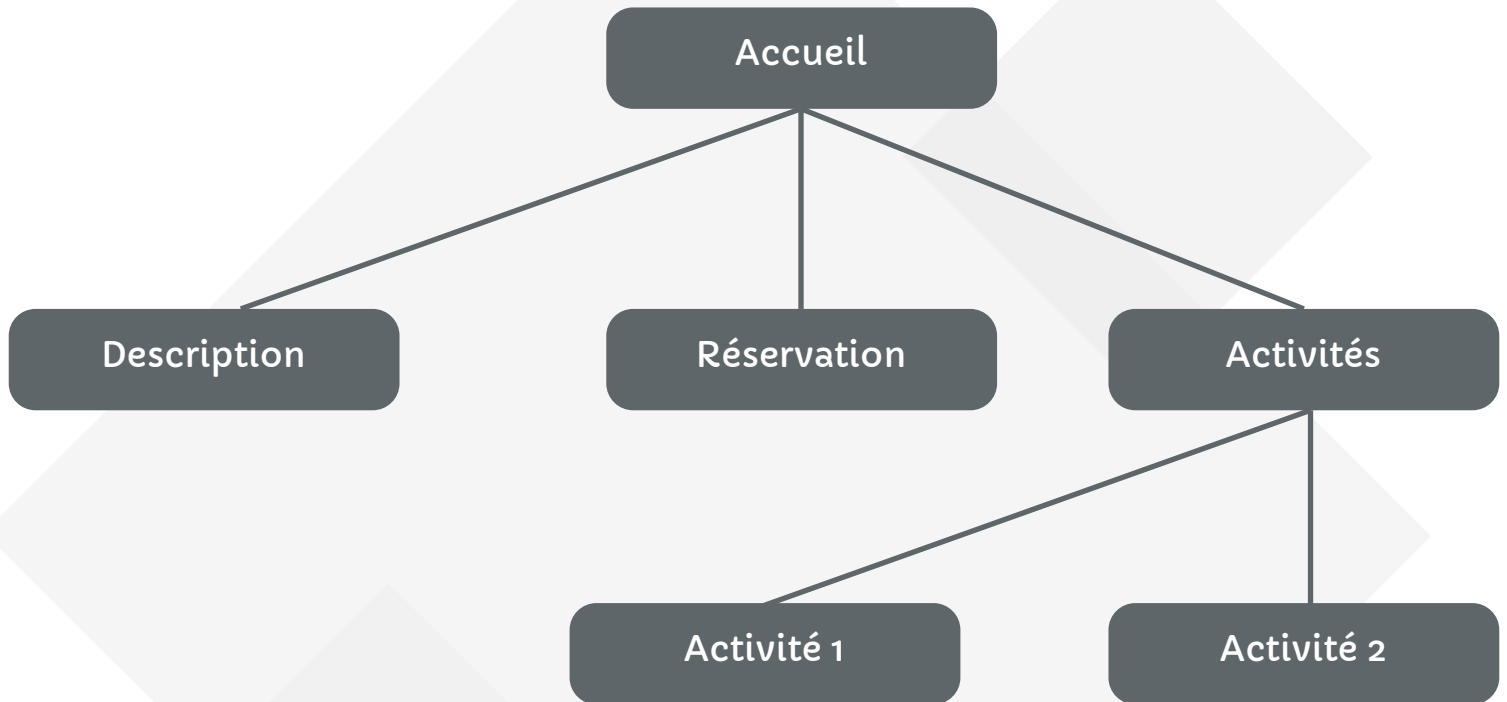 Accueil
Description
Réservation
Activités
Activité 1
Activité 2